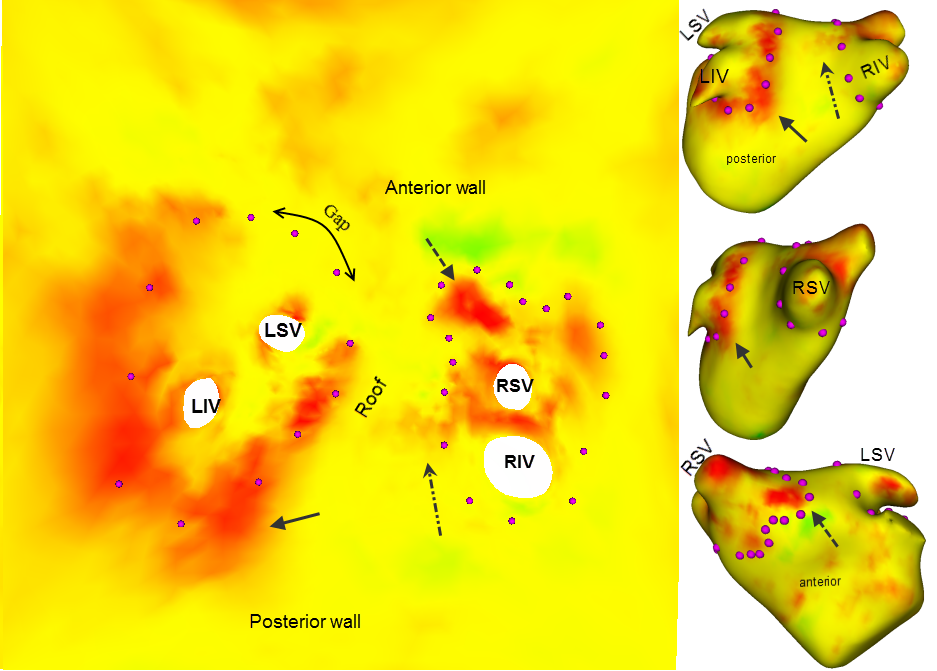 Anterior wall
Gap
LSV
LIV
Roof
RSV
RIV
Posterior wall
LSV
LIV
RIV
posterior
RSV
RSV
LSV
anterior